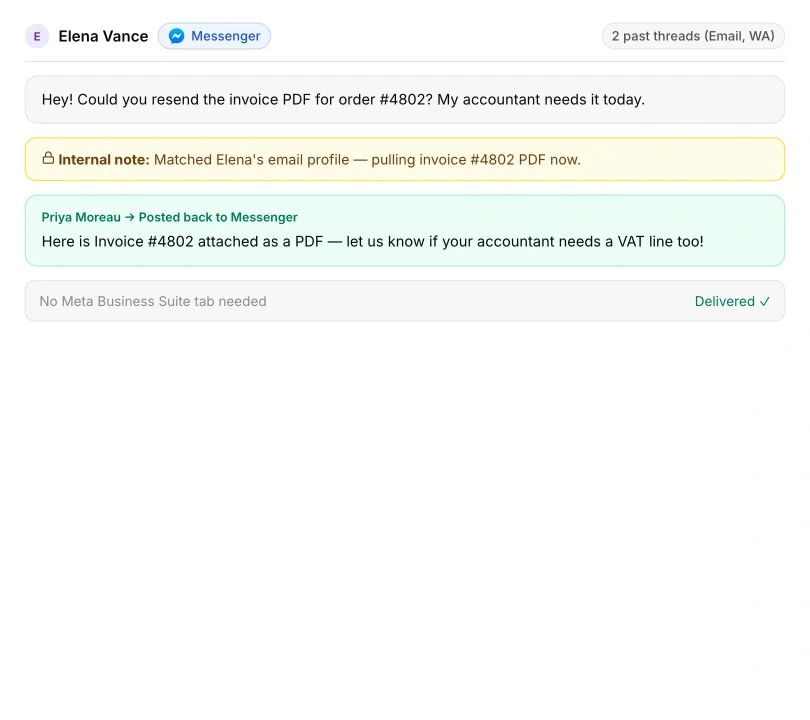 E Elena Vance Messenger 2 past threads (Email, WA)
Hey! Could you resend the invoice PDF for order #4802? My accountant needs it today.
Internal note: Matched Elena's email profile — pulling invoice #4802 PDF now.
Priya Moreau → Posted back to Messenger
Here is Invoice #4802 attached as a PDF — let us know if your accountant needs a VAT line too!
No Meta Business Suite tab needed Delivered ✓